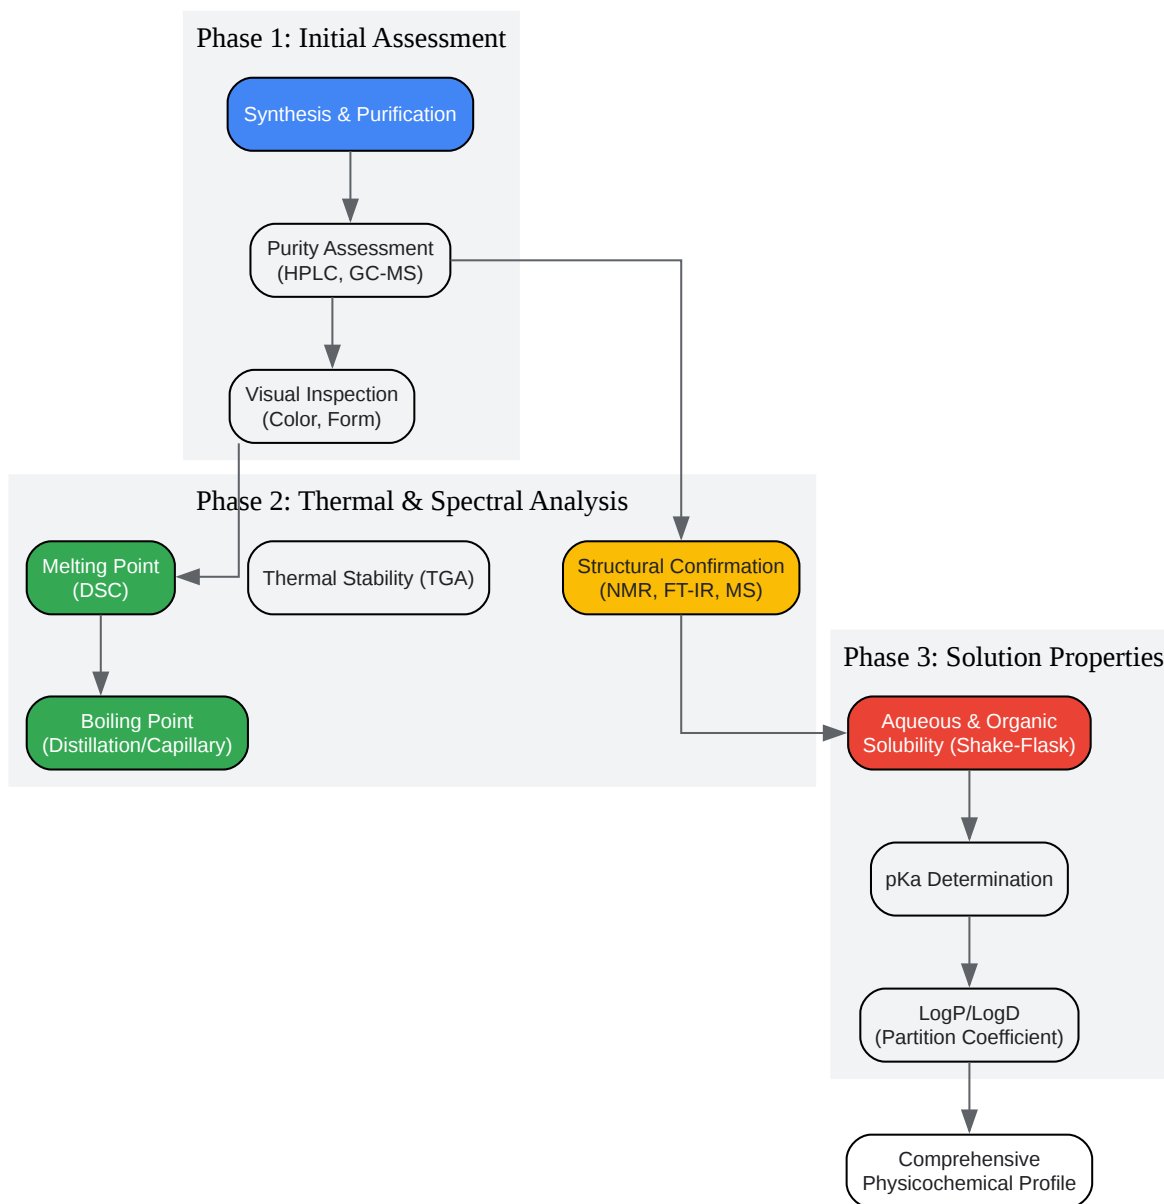 Phase 1: Initial Assessment
Synthesis & Purification
Purity Assessment
(HPLC, GC-MS)
Visual Inspection
(Color, Form)
Phase 2: Thermal & Spectral Analysis
Melting Point
(DSC)
Thermal Stability (TGA)
Structural Confirmation
(NMR, FT-IR, MS)
Boiling Point
(Distillation/Capillary)
Phase 3: Solution Properties
Aqueous & Organic
Solubility (Shake-Flask)
pKa Determination
LogP/LogD
(Partition Coefficient)
Comprehensive
Physicochemical Profile